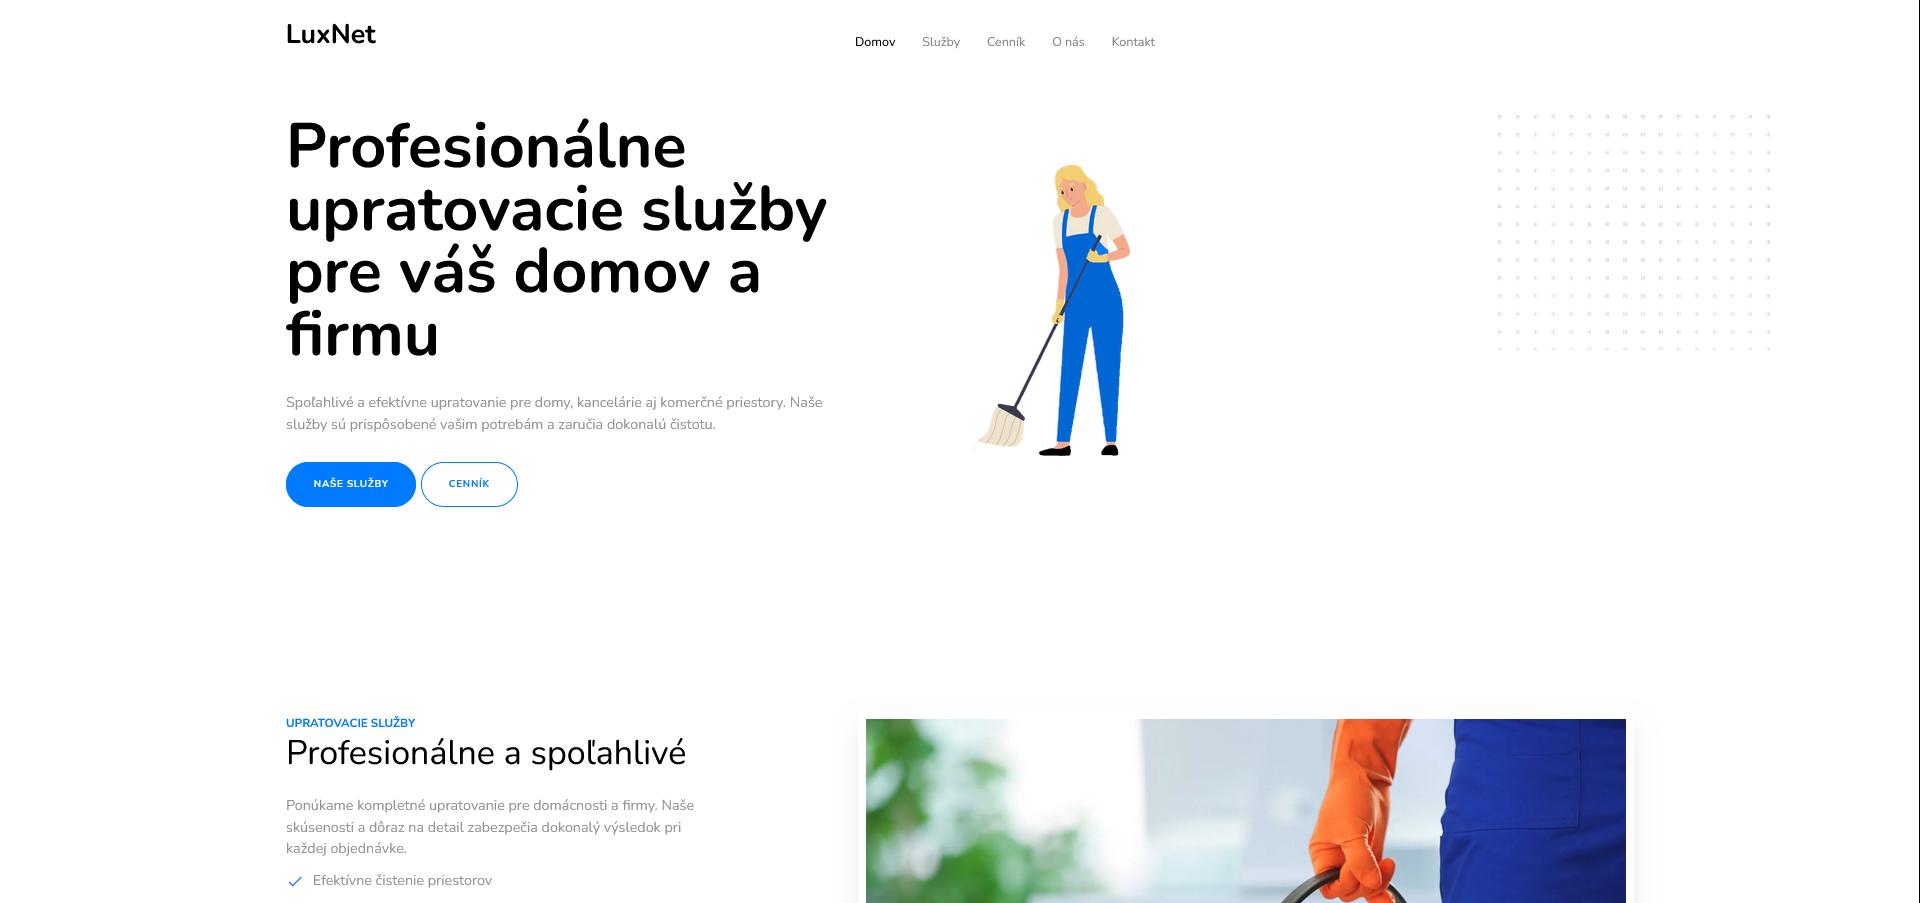 LuxNet
Domov
Služby
Cenník
O nás
Kontakt
Profesionálne
upratovacie služby
pre váš domov a
firmu
Spoľahlivé a efektívne upratovanie pre domy, kancelárie aj komerčné priestory. Naše
služby sú prispôsobené vašim potrebám a zaručia dokonalú čistotu.
NAŠE SLUŽBY
CENNÍK
UPRATOVACIE SLUŽBY
Profesionálne a spoľahlivé
Ponúkame kompletné upratovanie pre domácnosti a firmy. Naše
skúsenosti a dôraz na detail zabezpečia dokonalý výsledok pri
každej objednávke.
Efektívne čistenie priestorov